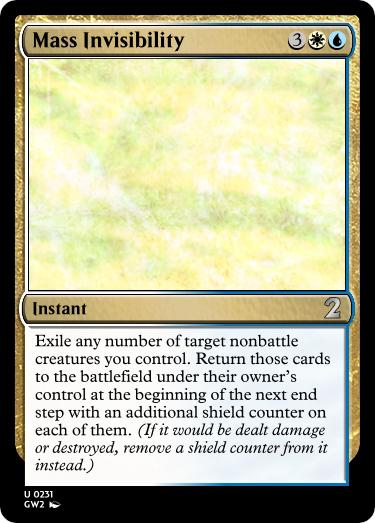 Mass Invisibility 3
Instant 2
Exile any number of target nonbattle
creatures you control. Return those cards
to the battlefield under their owner's
control at the beginning of the next end
step with an additional shield counter on
each of them. (If it would be dealt damage
or destroyed, remove a shield counter from it
instead.)
U 0231
GW2